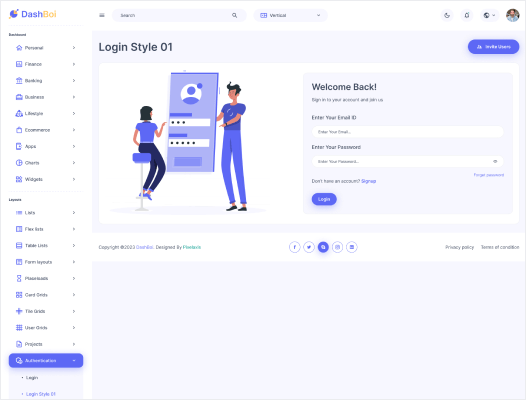 DashBoi
Search
Vertical
Dashboard
Personal
Finance
Banking
Business
Lifestyle
Ecommerce
Apps
Charts
Widgets
Layouts
Lists
Flex lists
Table Lists
Form layouts
Placeloads
Card Grids
Tile Grids
User Grids
Projects
Authentication
Login
Login Style 01
Login Style 01
Invite Users
Welcome Back!
Sign in to your account and join us
Enter Your Email ID
Enter Your Email...
Enter Your Password
Enter Your Password...
Forgot password
Don't have an account? Signup
Login
Copyright ©2023 DashBoi. Designed By Pixelaxis
Privacy policy
Terms of condition